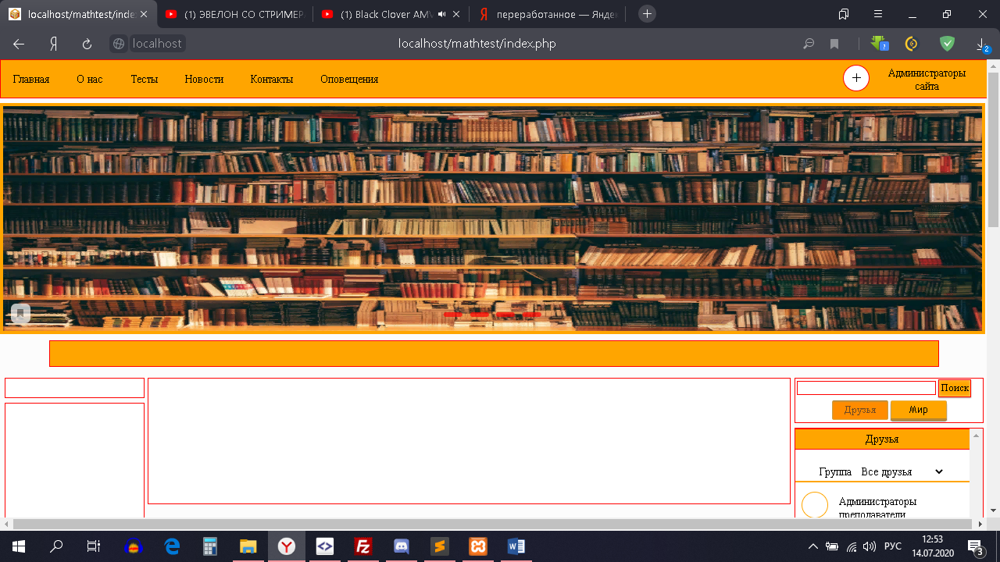 localhost/mathtest/inde
(1) ЭВЕЛОН СО СТРИМЕР
(1) Black Clover AMV
переработанное — Яндек
Я
localhost
localhost/mathtest/index.php
?
2
Главная
О нас
Тесты
Новости
Контакты
Оповещения
+
Администраторы
сайта
Поиск
Друзья
Мир
Друзья
Группа
Все друзья
Администраторы
преподаватели
РУС
12:53
14.07.2020
3